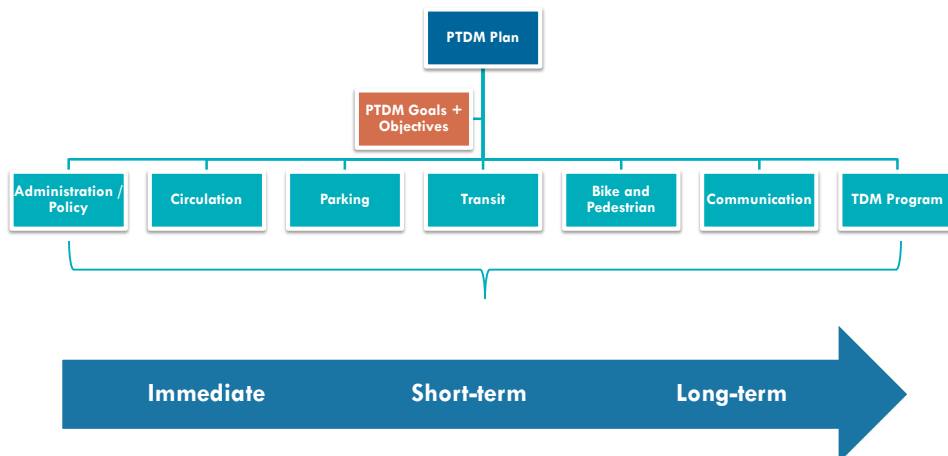 PTDM Plan
PTDM Goals +
Objectives
Administration /
Policy
Circulation
Parking
Transit
Bike and
Pedestrian
Communication
TDM Program
Immediate
Short-term
Long-term